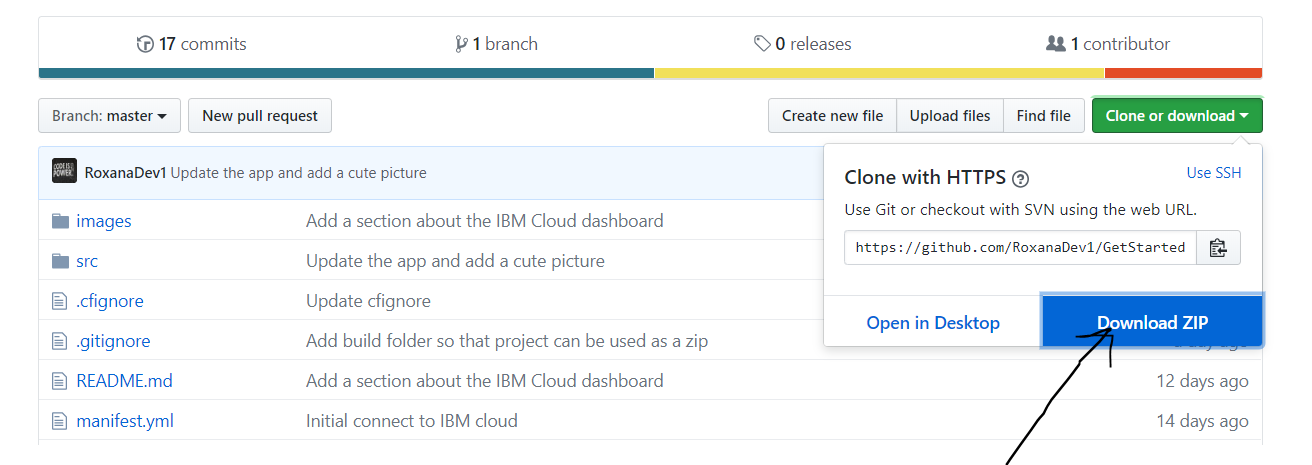 17 commits 1 branch 0 releases 1 contributor
Branch: master New pull request Create new file Upload files Find file Clone or download
CODE IS POWER. RoxanaDev1 Update the app and add a cute picture
Clone with HTTPS ? Use SSH
Use Git or checkout with SVN using the web URL.
https://github.com/RoxanaDev1/GetStarted
Open in Desktop Download ZIP
images Add a section about the IBM Cloud dashboard
src Update the app and add a cute picture
.cfignore Update cfignore
.gitignore Add build folder so that project can be used as a zip day ago
README.md Add a section about the IBM Cloud dashboard 12 days ago
manifest.yml Initial connect to IBM cloud 14 days ago